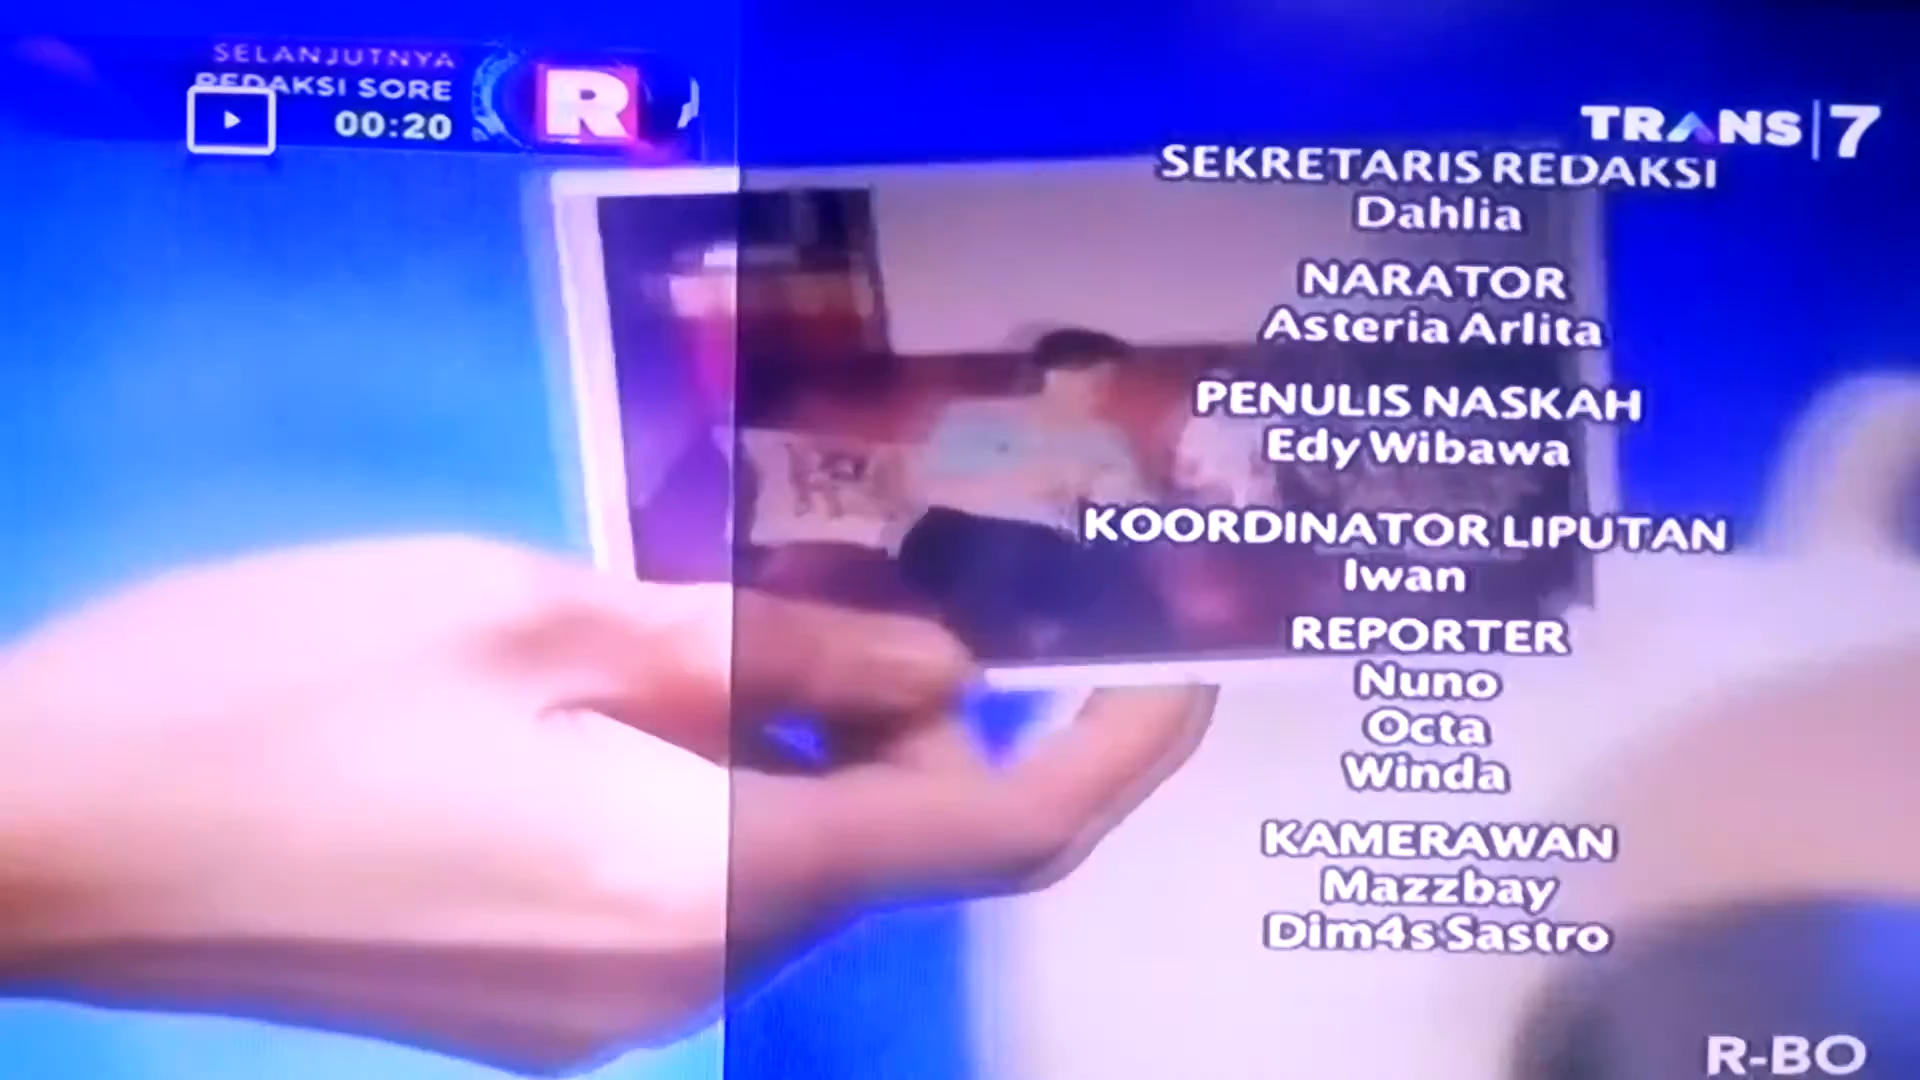 SELANJUTNYA
REDAKSI SORE
00:20
R
TRANS|7
SEKRETARIS REDAKSI
Dahlia
NARATOR
Asteria Arlita
PENULIS NASKAH
Edy Wibawa
KOORDINATOR LIPUTAN
Iwan
REPORTER
Nuno
Octa
Winda
KAMERAWAN
Mazzbay
Dim4s Sastro
R-BO